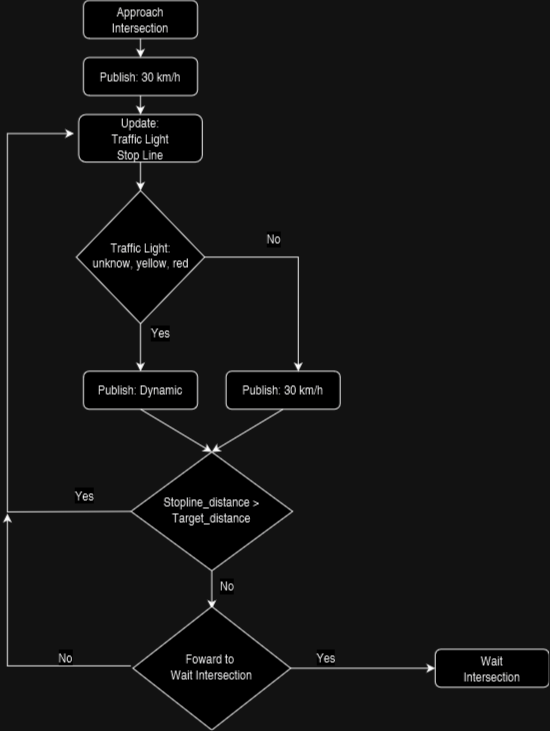 Approach
Intersection
Publish: 30 km/h
Update:
Traffic Light
Stop Line
Traffic Light:
unknow, yellow, red
No
Yes
Publish: Dynamic
Publish: 30 km/h
Yes
Stopline_distance >
Target_distance
No
No
Foward to
Wait Intersection
Yes
Wait
Intersection